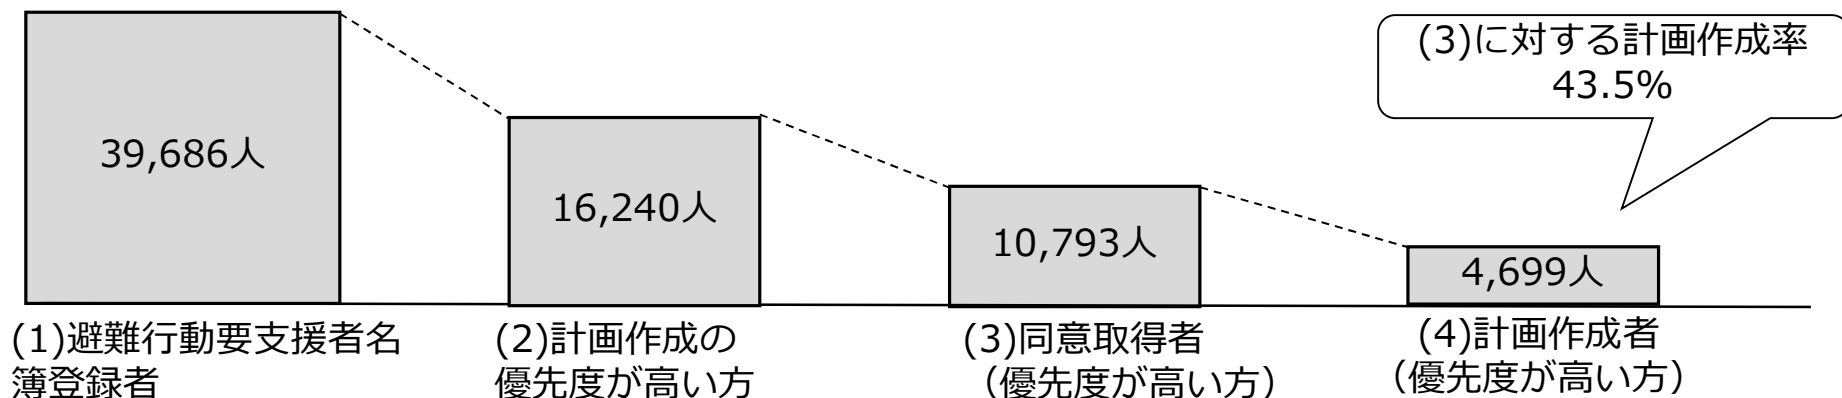 (3)に対する計画作成率
43.5%
39,686人
16,240人
10,793人
4,699人
(1)避難行動要支援者名
簿登録者
(2)計画作成の
優先度が高い方
(3)同意取得者
（優先度が高い方）
(4)計画作成者
（優先度が高い方）